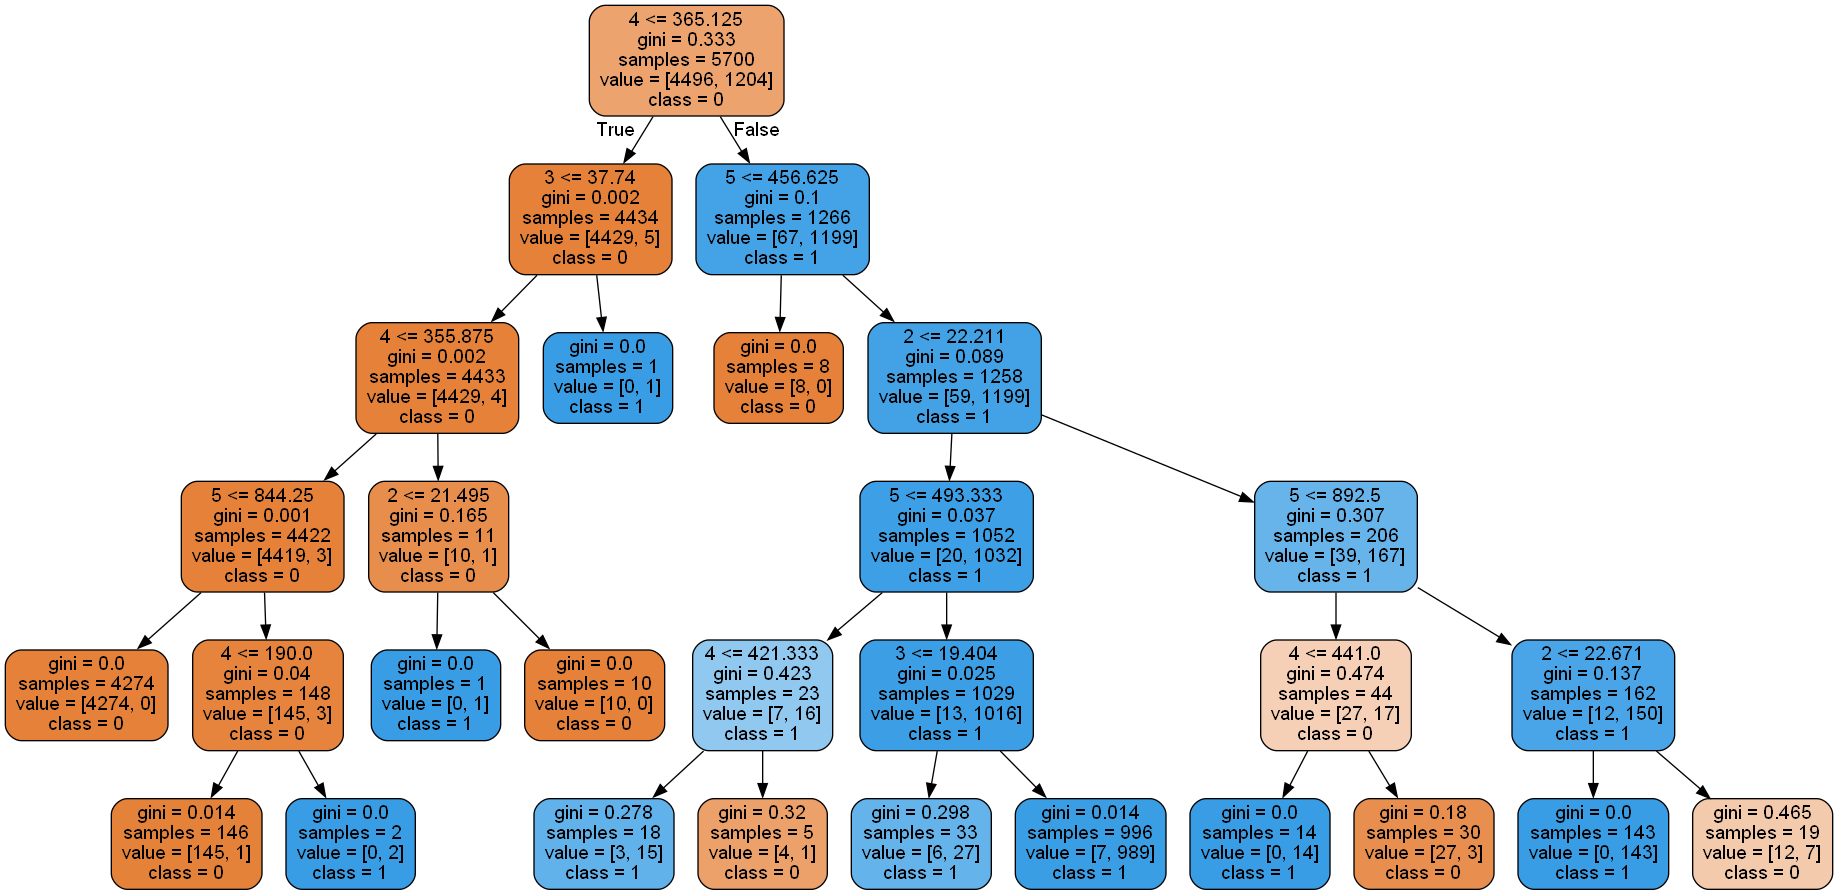 4 <= 365.125
gini = 0.333
samples = 5700
value = [4496, 1204]
class = 0
True
False
3 <= 37.74
gini = 0.002
samples = 4434
value = [4429, 5]
class = 0
5 <= 456.625
gini = 0.1
samples = 1266
value = [67, 1199]
class = 1
4 <= 355.875
gini = 0.002
samples = 4433
value = [4429, 4]
class = 0
gini = 0.0
samples = 1
value = [0, 1]
class = 1
gini = 0.0
samples = 8
value = [8, 0]
class = 0
2 <= 22.211
gini = 0.089
samples = 1258
value = [59, 1199]
class = 1
5 <= 844.25
gini = 0.001
samples = 4422
value = [4419, 3]
class = 0
2 <= 21.495
gini = 0.165
samples = 11
value = [10, 1]
class = 0
5 <= 493.333
gini = 0.037
samples = 1052
value = [20, 1032]
class = 1
5 <= 892.5
gini = 0.307
samples = 206
value = [39, 167]
class = 1
gini = 0.0
samples = 4274
value = [4274, 0]
class = 0
4 <= 190.0
gini = 0.04
samples = 148
value = [145, 3]
class = 0
gini = 0.0
samples = 1
value = [0, 1]
class = 1
gini = 0.0
samples = 10
value = [10, 0]
class = 0
4 <= 421.333
gini = 0.423
samples = 23
value = [7, 16]
class = 1
3 <= 19.404
gini = 0.025
samples = 1029
value = [13, 1016]
class = 1
4 <= 441.0
gini = 0.474
samples = 44
value = [27, 17]
class = 0
2 <= 22.671
gini = 0.137
samples = 162
value = [12, 150]
class = 1
gini = 0.014
samples = 146
value = [145, 1]
class = 0
gini = 0.0
samples = 2
value = [0, 2]
class = 1
gini = 0.278
samples = 18
value = [3, 15]
class = 1
gini = 0.32
samples = 5
value = [4, 1]
class = 0
gini = 0.298
samples = 33
value = [6, 27]
class = 1
gini = 0.014
samples = 996
value = [7, 989]
class = 1
gini = 0.0
samples = 14
value = [0, 14]
class = 1
gini = 0.18
samples = 30
value = [27, 3]
class = 0
gini = 0.0
samples = 143
value = [0, 143]
class = 1
gini = 0.465
samples = 19
value = [12, 7]
class = 0